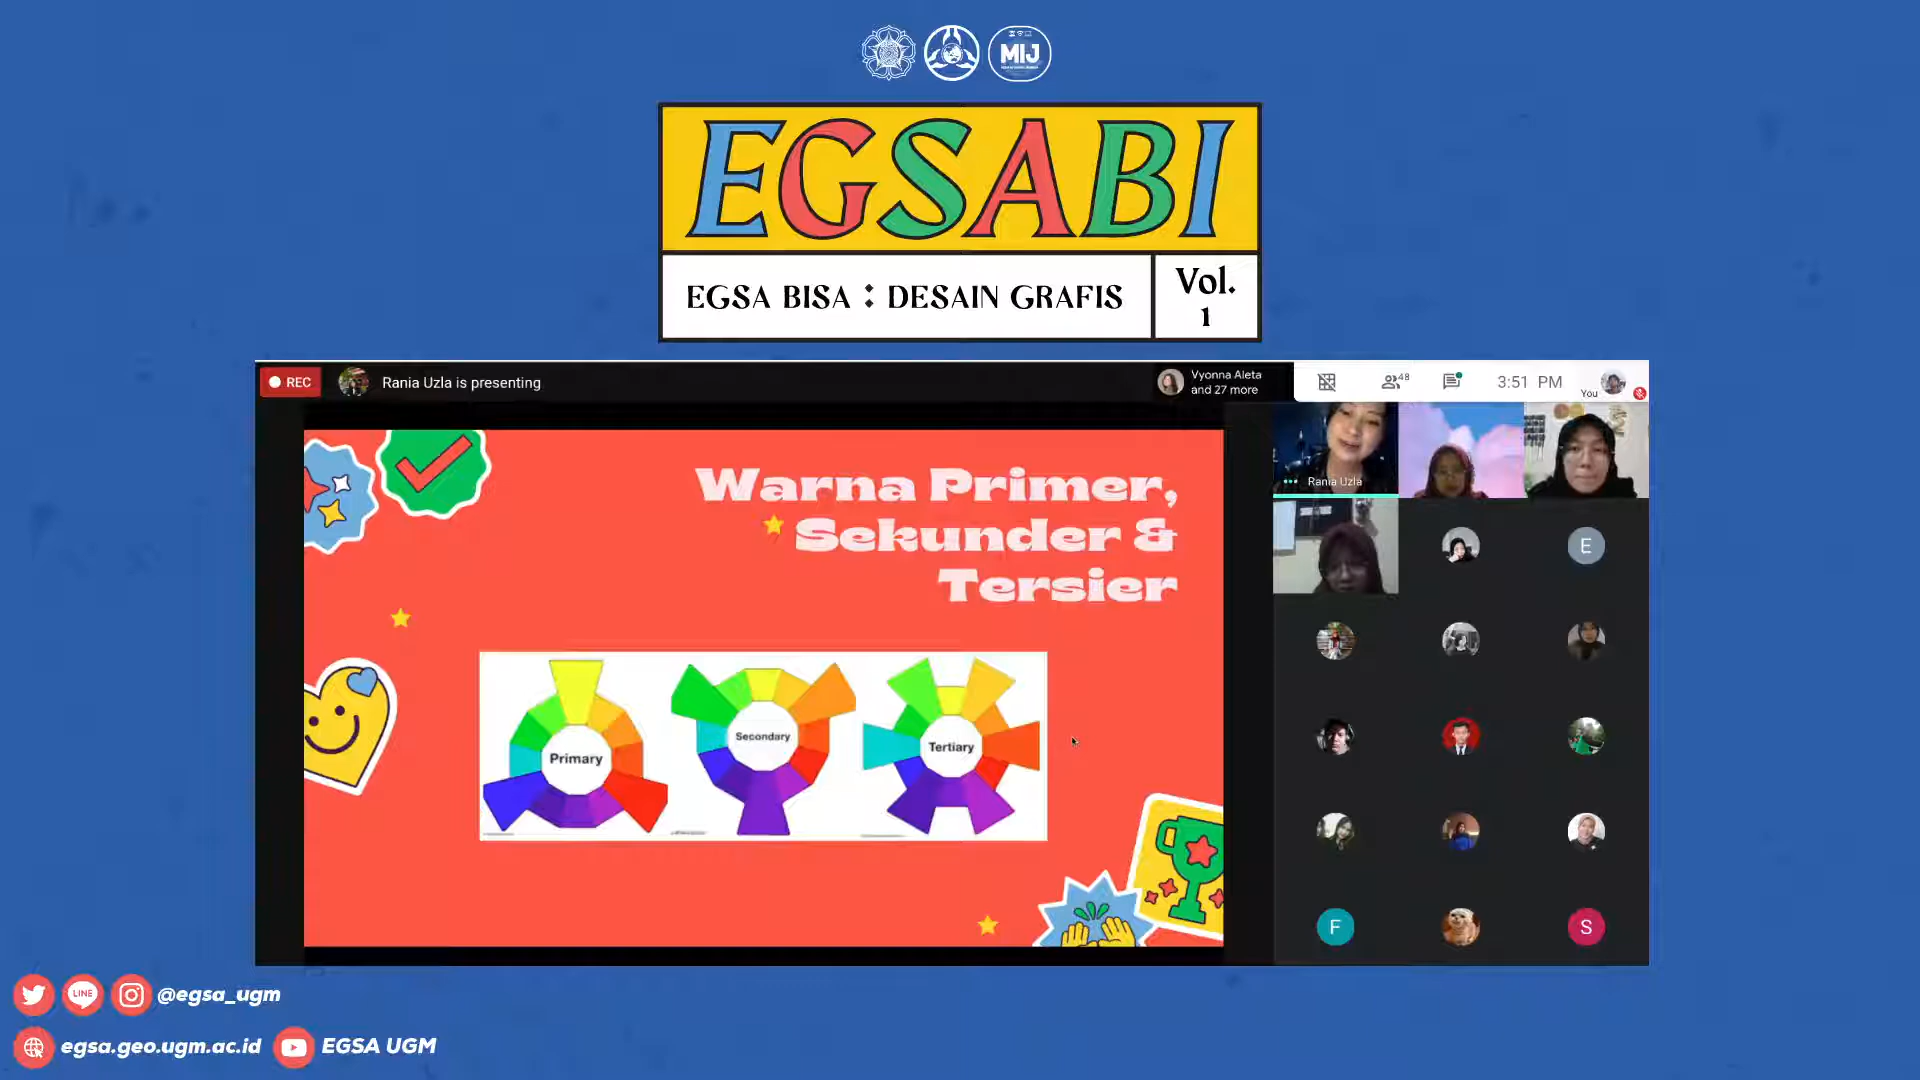 MIJ
EGSABI
EGSA BISA : DESAIN GRAFIS
Vol.
1
REC
Rania Uzla is presenting
Vyonna Aleta
and 27 more
48
3:51 PM
You
Warna Primer,
Sekunder &
Tersier
Primary
Secondary
Tertiary
Rania Uzla
E
F
S
LINE
@egsa_ugm
egsa.geo.ugm.ac.id
EGSA UGM